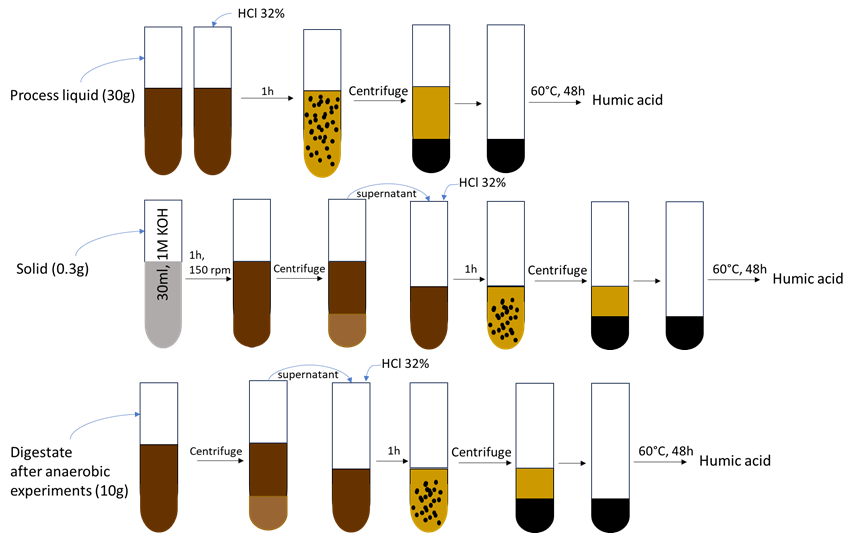 HCl 32%
Process liquid (30g)
1h
Centrifuge
60°C, 48h
Humic acid
Solid (0.3g)
30ml, 1M KOH
1h,
150 rpm
Centrifuge
supernatant
HCl 32%
1h
Centrifuge
60°C, 48h
Humic acid
Digestate
after anaerobic
experiments (10g)
Centrifuge
supernatant
HCl 32%
1h
Centrifuge
60°C, 48h
Humic acid